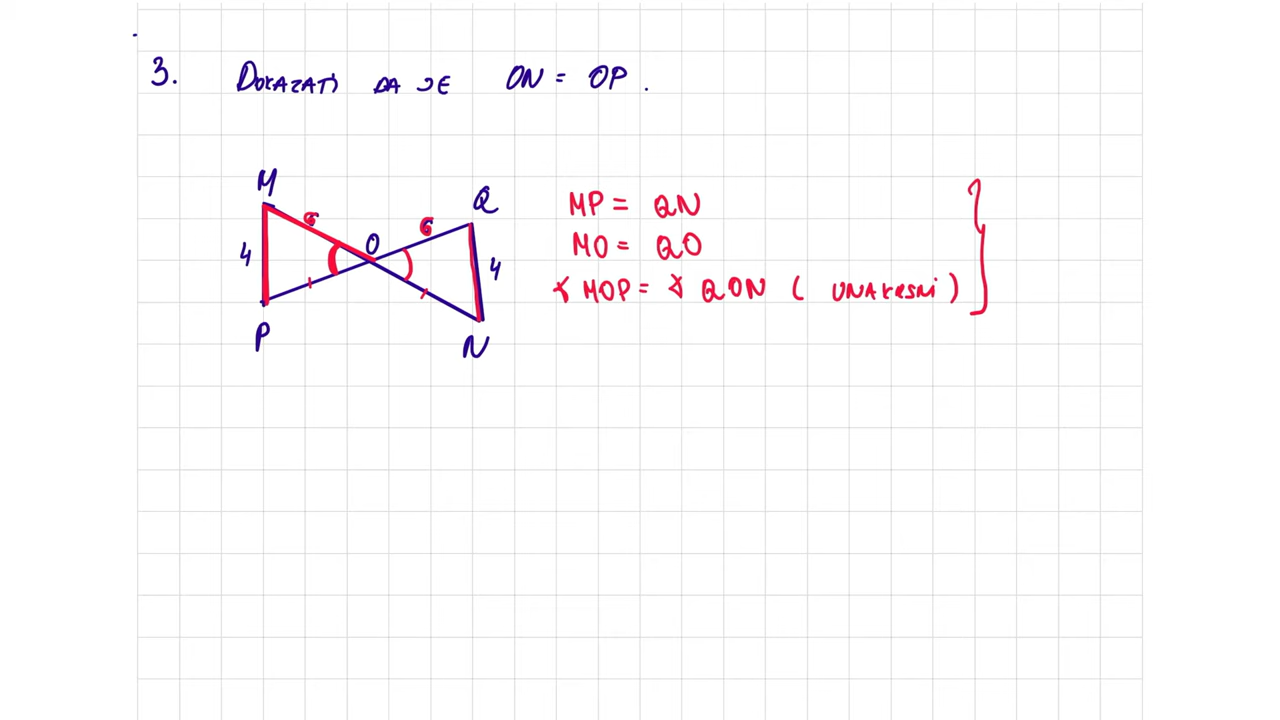 3. DOKAZATI DA JE ON = OP.
M
Q
6
6
O
4
4
P
N
MP = QN
MO = QO
∢ MOP = ∢ QON ( UNAKRSNI )